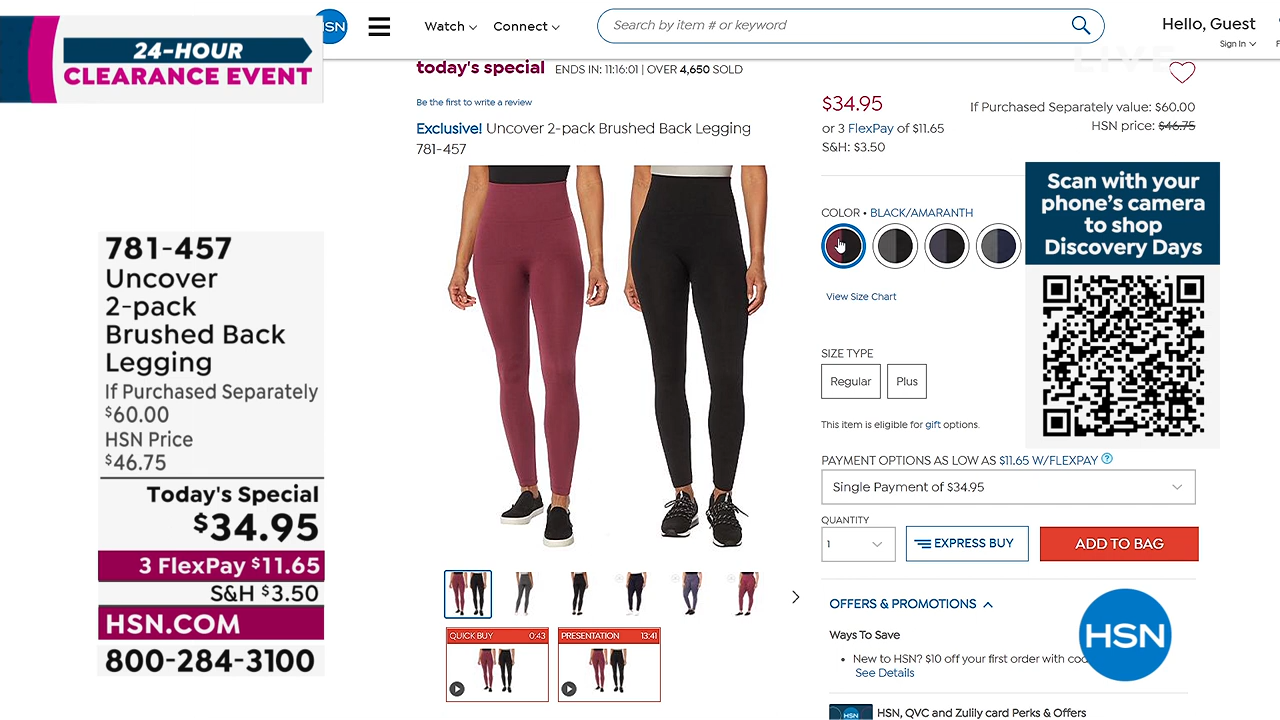 24-HOUR
CLEARANCE EVENT
HSN
Watch
Connect
Search by item # or keyword
Hello, Guest
Sign In
LIVE
today's special ENDS IN: 11:16:01 | OVER 4,650 SOLD
Be the first to write a review
Exclusive! Uncover 2-pack Brushed Back Legging
781-457
$34.95
or 3 FlexPay of $11.65
S&H: $3.50
If Purchased Separately value: $60.00
HSN price: $46.75
COLOR • BLACK/AMARANTH
View Size Chart
SIZE TYPE
Regular
Plus
This item is eligible for gift options.
PAYMENT OPTIONS AS LOW AS $11.65 W/FLEXPAY ?
Single Payment of $34.95
QUANTITY
1
EXPRESS BUY
ADD TO BAG
OFFERS & PROMOTIONS
Ways To Save
• New to HSN? $10 off your first order with
See Details
HSN
HSN, QVC and Zulily card Perks & Offers
QUICK BUY 0:43
PRESENTATION 13:41
Scan with your
phone's camera
to shop
Discovery Days
HSN
781-457
Uncover
2-pack
Brushed Back
Legging
If Purchased Separately
$60.00
HSN Price
$46.75
Today's Special
$34.95
3 FlexPay $11.65
S&H $3.50
HSN.COM
800-284-3100